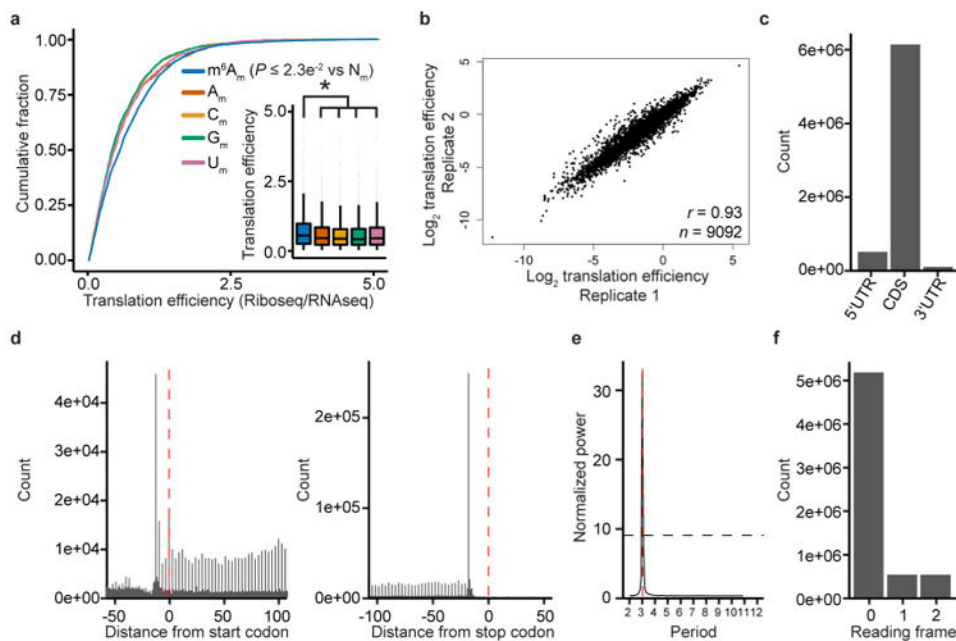 a
1.00
0.75
0.50
0.25
0.00
Cumulative fraction
m⁶Aₘ (P ≤ 2.3e⁻² vs Nₘ)
Aₘ
Cₘ
Gₘ
Uₘ
*
5.0
2.5
0.0
Translation efficiency
0.0 2.5 5.0
Translation efficiency (Riboseq/RNAseq)
b
Log₂ translation efficiency
Replicate 2
0
-5
-10
r = 0.93
n = 9092
-10 -5 0 5
Log₂ translation efficiency
Replicate 1
c
6e+06
4e+06
2e+06
0e+00
Count
5'UTR
CDS
3'UTR
d
4e+04
3e+04
2e+04
1e+04
0e+00
Count
-50 0 50 100
Distance from start codon
2e+05
1e+05
0e+00
Count
-100 -50 0 50
Distance from stop codon
e
30
20
10
0
Normalized power
2 3 4 5 6 7 8 9 10 11 12
Period
f
5e+06
4e+06
3e+06
2e+06
1e+06
0e+00
Count
0 1 2
Reading frame